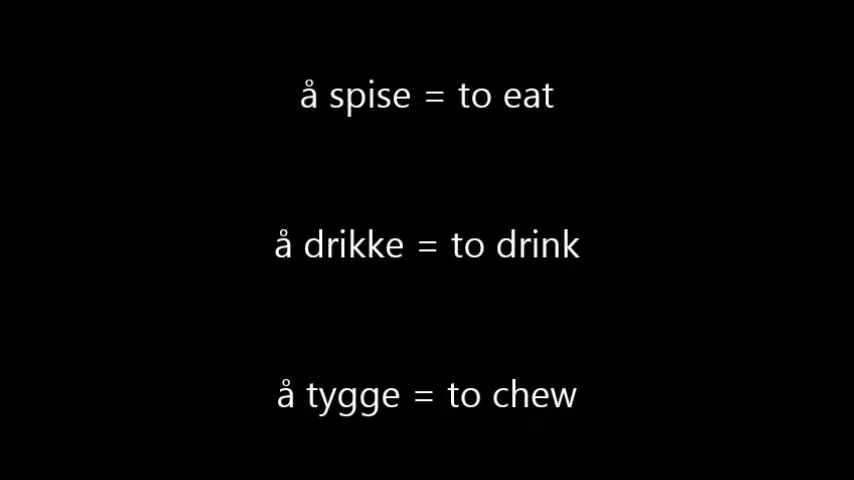 å spise = to eat
å drikke = to drink
å tygge = to chew